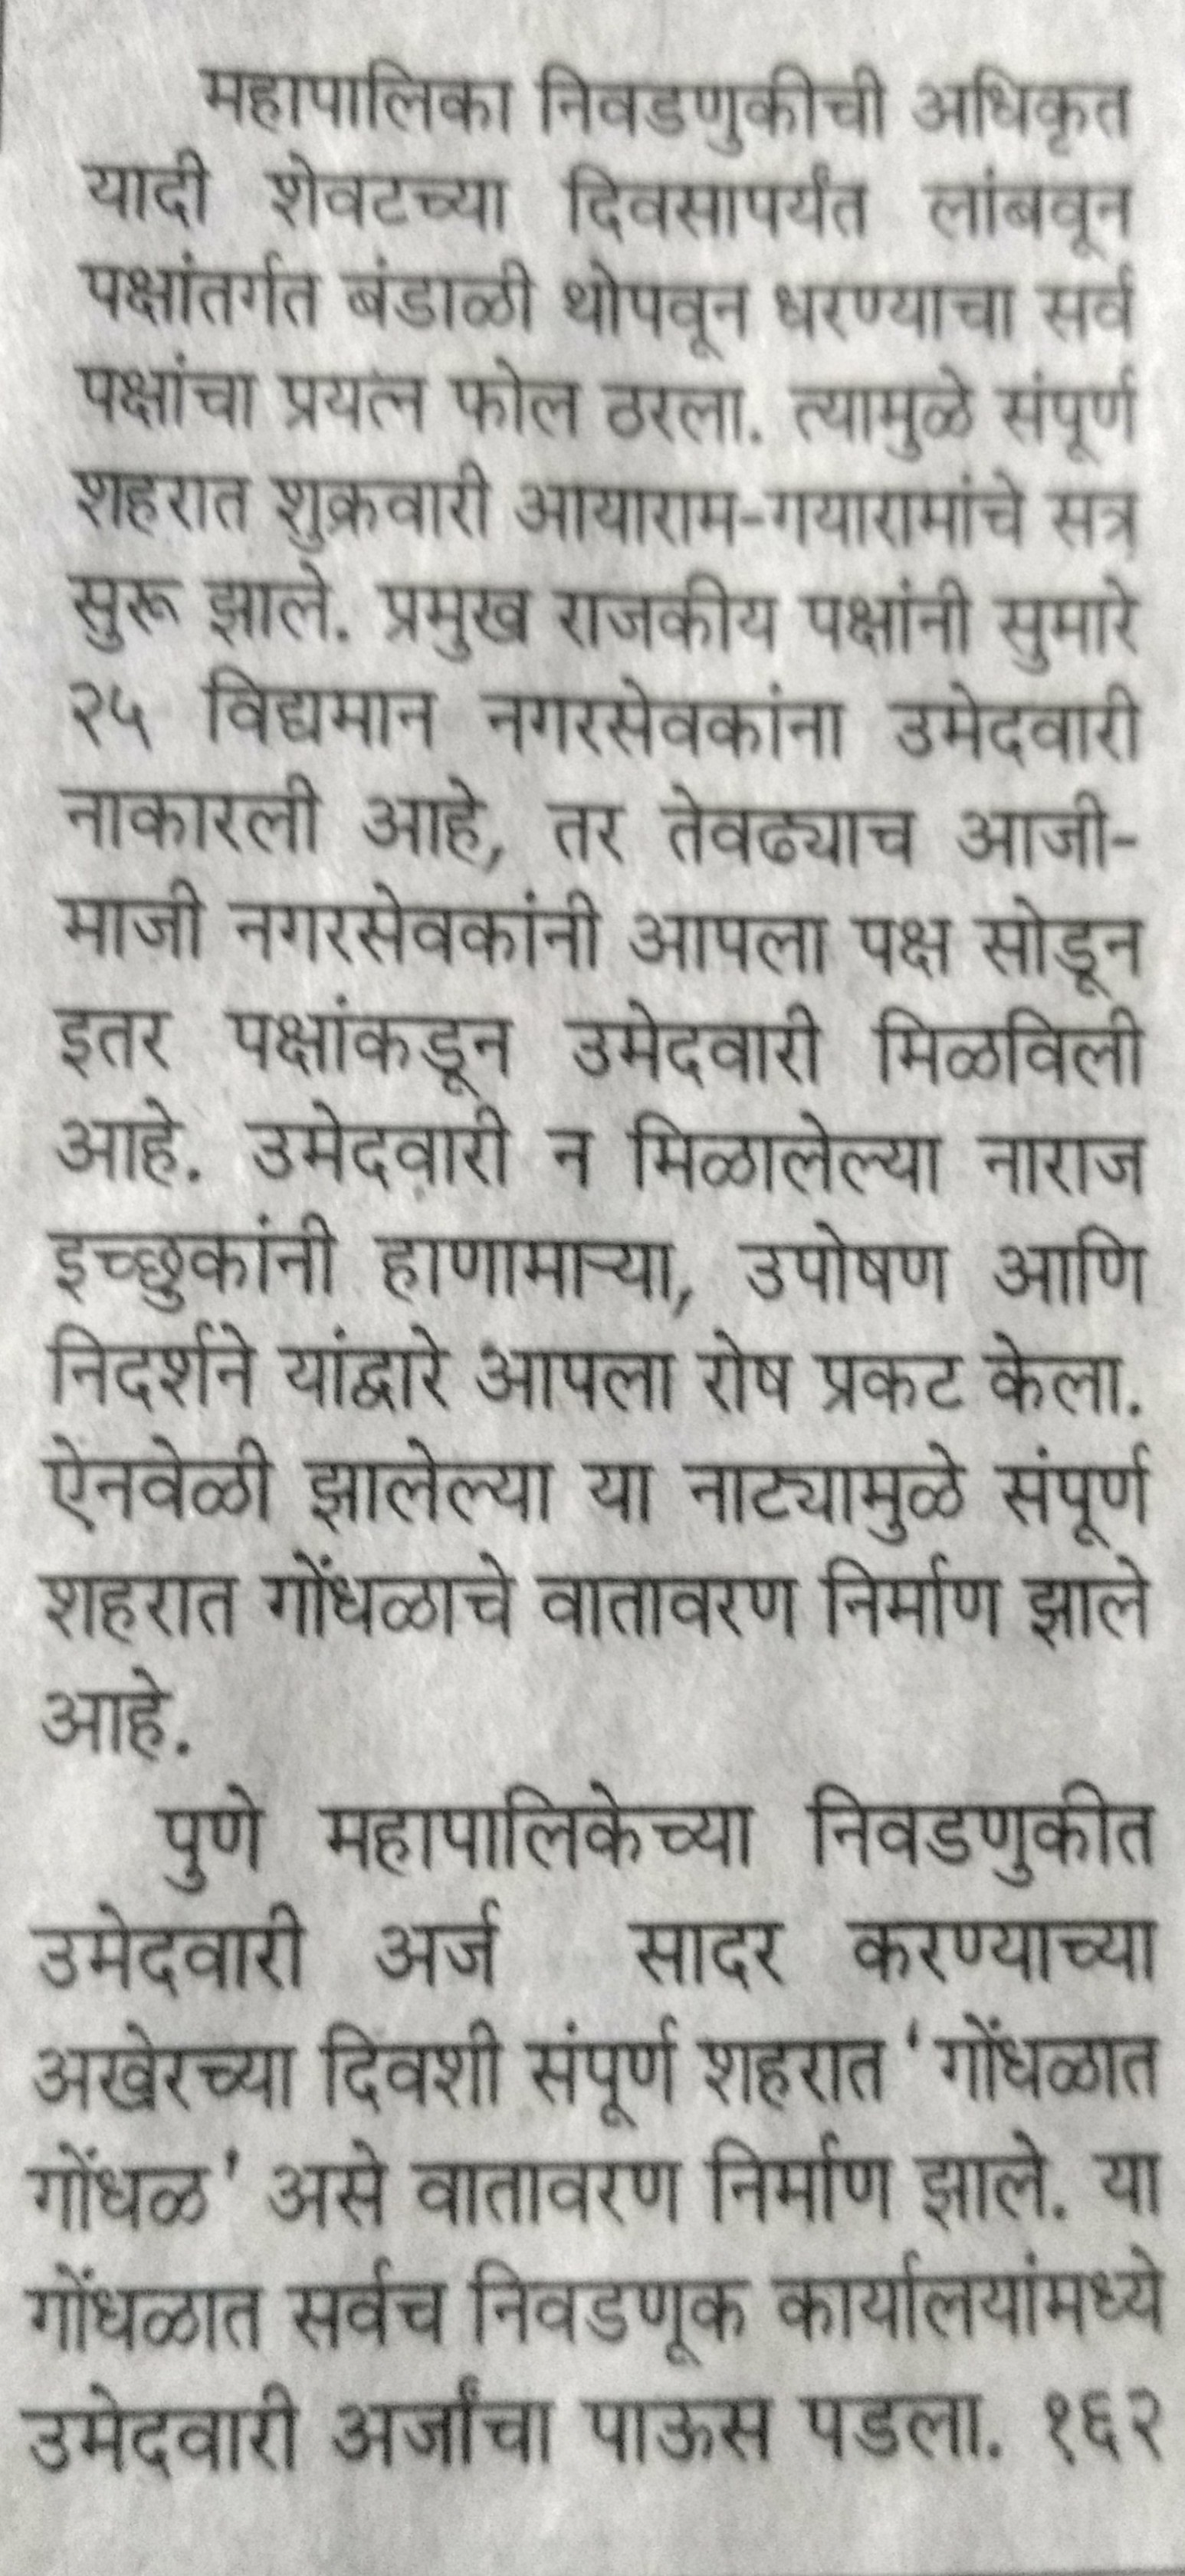 महापालिका निवडणुकीची अधिकृत
यादी शेवटच्या दिवसापर्यंत लांबवून
पक्षांतर्गत बंडाळी थोपवून धरण्याचा सर्व
पक्षांचा प्रयत्न फोल ठरला. त्यामुळे संपूर्ण
शहरात शुक्रवारी आयाराम-गयारामांचे सत्र
सुरू झाले. प्रमुख राजकीय पक्षांनी सुमारे
२५ विद्यमान नगरसेवकांना उमेदवारी
नाकारली आहे, तर तेवढ्याच आजी-
माजी नगरसेवकांनी आपला पक्ष सोडून
इतर पक्षांकडून उमेदवारी मिळविली
आहे. उमेदवारी न मिळालेल्या नाराज
इच्छुकांनी हाणामाऱ्या, उपोषण आणि
निदर्शने यांद्वारे आपला रोष प्रकट केला.
ऐनवेळी झालेल्या या नाट्यामुळे संपूर्ण
शहरात गोंधळाचे वातावरण निर्माण झाले
आहे.
पुणे महापालिकेच्या निवडणुकीत
उमेदवारी अर्ज सादर करण्याच्या
अखेरच्या दिवशी संपूर्ण शहरात 'गोंधळात
गोंधळ' असे वातावरण निर्माण झाले. या
गोंधळात सर्वच निवडणूक कार्यालयांमध्ये
उमेदवारी अर्जांचा पाऊस पडला. १६२